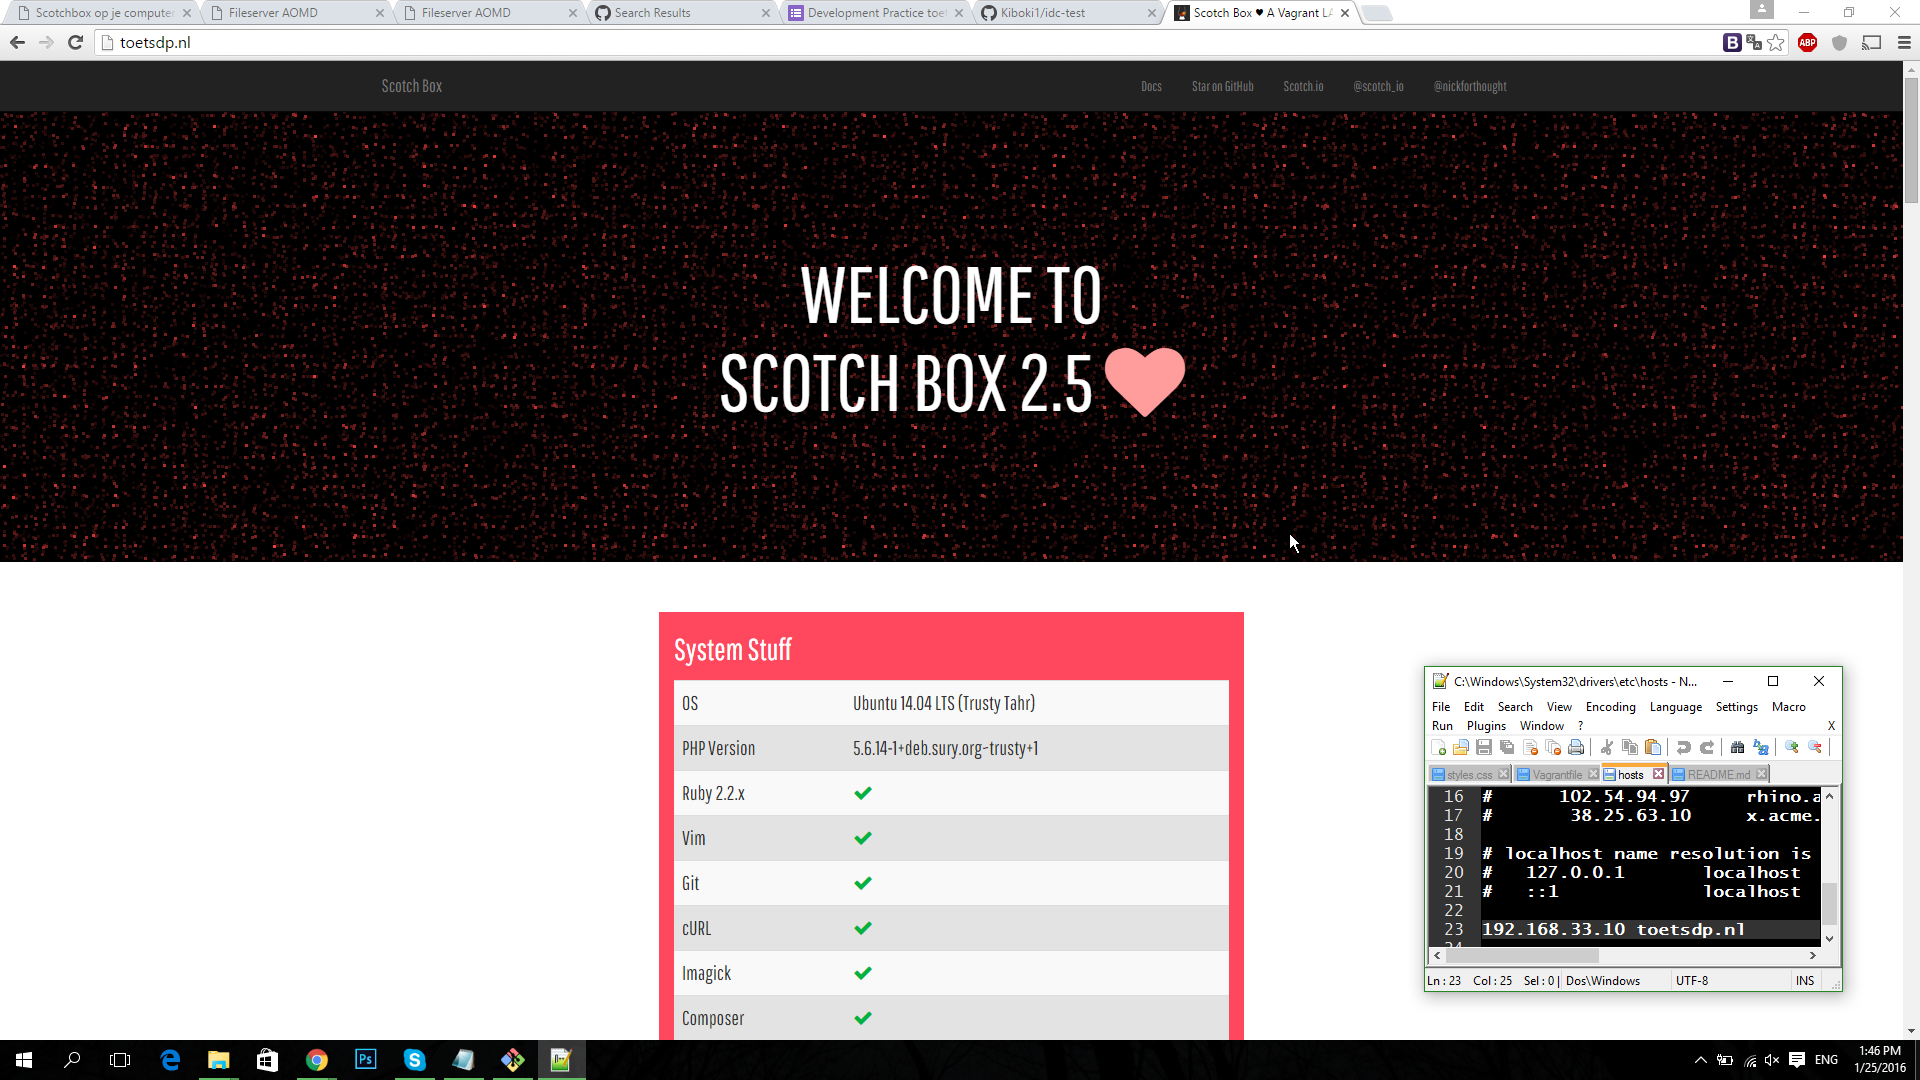 Scotchbox op je computer
Fileserver AOMD
Fileserver AOMD
Search Results
Development Practice toet
Kiboki1/idc-test
Scotch Box ♥ A Vagrant LA
toetsdp.nl
B
ABP
Scotch Box
Docs
Star on GitHub
Scotch.io
@scotch_io
@nickforthought
WELCOME TO
SCOTCH BOX 2.5
System Stuff
OS Ubuntu 14.04 LTS (Trusty Tahr)
PHP Version 5.6.14-1+deb.sury.org~trusty+1
Ruby 2.2.x ✔
Vim ✔
Git ✔
cURL ✔
Imagick ✔
Composer ✔
C:\Windows\System32\drivers\etc\hosts - N...
File Edit Search View Encoding Language Settings Macro
Run Plugins Window ? X
styles.css Vagrantfile hosts README.md
16 # 102.54.94.97 rhino.a
17 # 38.25.63.10 x.acme.
18
19 # localhost name resolution is
20 # 127.0.0.1 localhost
21 # ::1 localhost
22
23 192.168.33.10 toetsdp.nl
24
Ln : 23 Col : 25 Sel : 0 | Dos\Windows UTF-8 INS
Ps
ENG
1:46 PM
1/25/2016